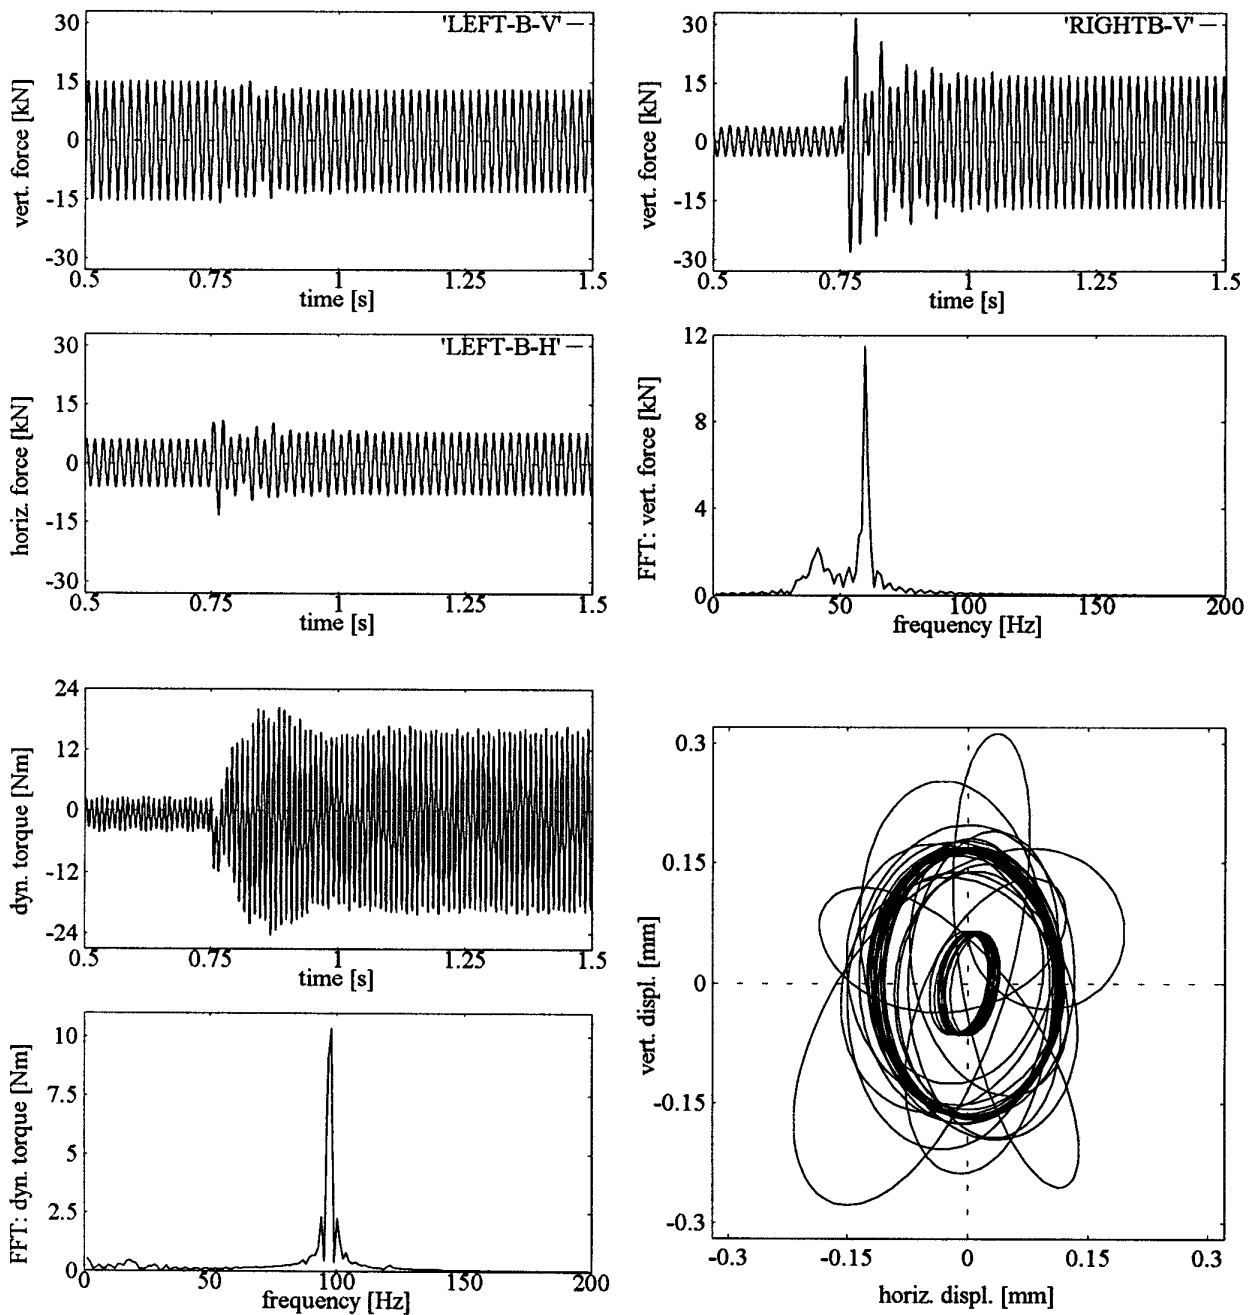 'LEFT-B-V'
30
15
0
-15
-30
vert. force [kN]
0.5 0.75 1 1.25 1.5
time [s]
'RIGHTB-V'
30
15
0
-15
-30
vert. force [kN]
0.5 0.75 1 1.25 1.5
time [s]
'LEFT-B-H'
30
15
0
-15
-30
horiz. force [kN]
0.5 0.75 1 1.25 1.5
time [s]
12
8
4
0
FFT: vert. force [kN]
0 50 100 150 200
frequency [Hz]
24
12
0
-12
-24
dyn. torque [Nm]
0.5 0.75 1 1.25 1.5
time [s]
10
7.5
5
2.5
0
FFT: dyn. torque [Nm]
0 50 100 150 200
frequency [Hz]
0.3
0.15
0
-0.15
-0.3
vert. displ. [mm]
-0.3 -0.15 0 0.15 0.3
horiz. displ. [mm]